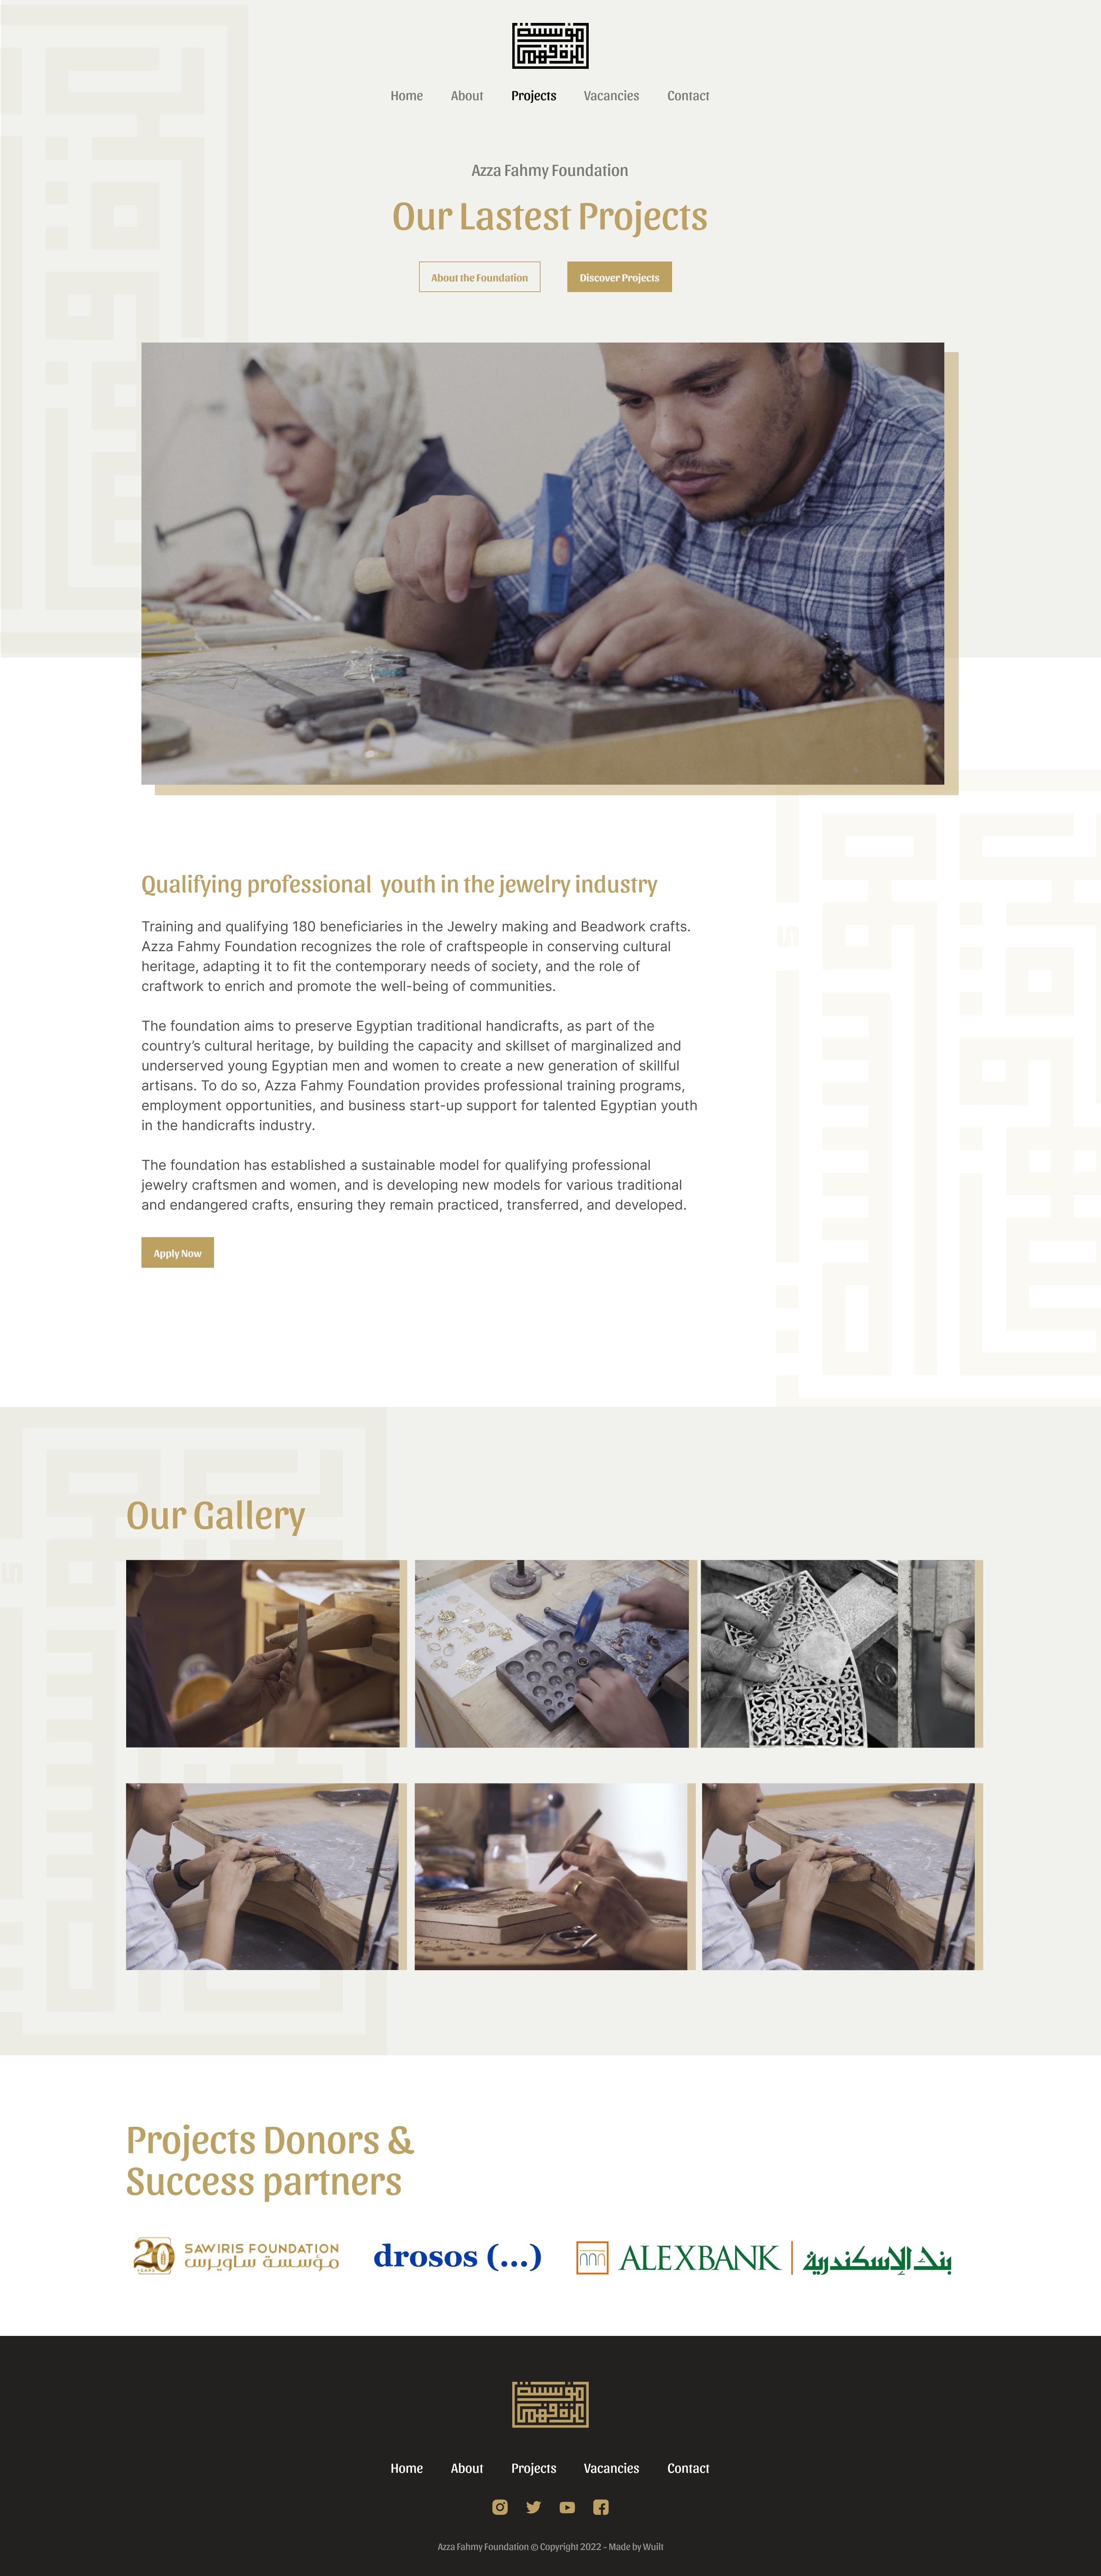 مؤسسة
عزة فهمي
Home About Projects Vacancies Contact
Azza Fahmy Foundation
Our Lastest Projects
About the Foundation Discover Projects
Qualifying professional youth in the jewelry industry
Training and qualifying 180 beneficiaries in the Jewelry making and Beadwork crafts.
Azza Fahmy Foundation recognizes the role of craftspeople in conserving cultural
heritage, adapting it to fit the contemporary needs of society, and the role of
craftwork to enrich and promote the well-being of communities.
The foundation aims to preserve Egyptian traditional handicrafts, as part of the
country’s cultural heritage, by building the capacity and skillset of marginalized and
underserved young Egyptian men and women to create a new generation of skillful
artisans. To do so, Azza Fahmy Foundation provides professional training programs,
employment opportunities, and business start-up support for talented Egyptian youth
in the handicrafts industry.
The foundation has established a sustainable model for qualifying professional
jewelry craftsmen and women, and is developing new models for various traditional
and endangered crafts, ensuring they remain practiced, transferred, and developed.
Apply Now
Our Gallery
Projects Donors &
Success partners
20 YEARS SAWIRIS FOUNDATION
مؤسسة ساويرس
drosos (...)
ALEXBANK بنك الإسكندرية
مؤسسة
عزة فهمي
Home About Projects Vacancies Contact
Azza Fahmy Foundation © Copyright 2022 - Made by Wuilt